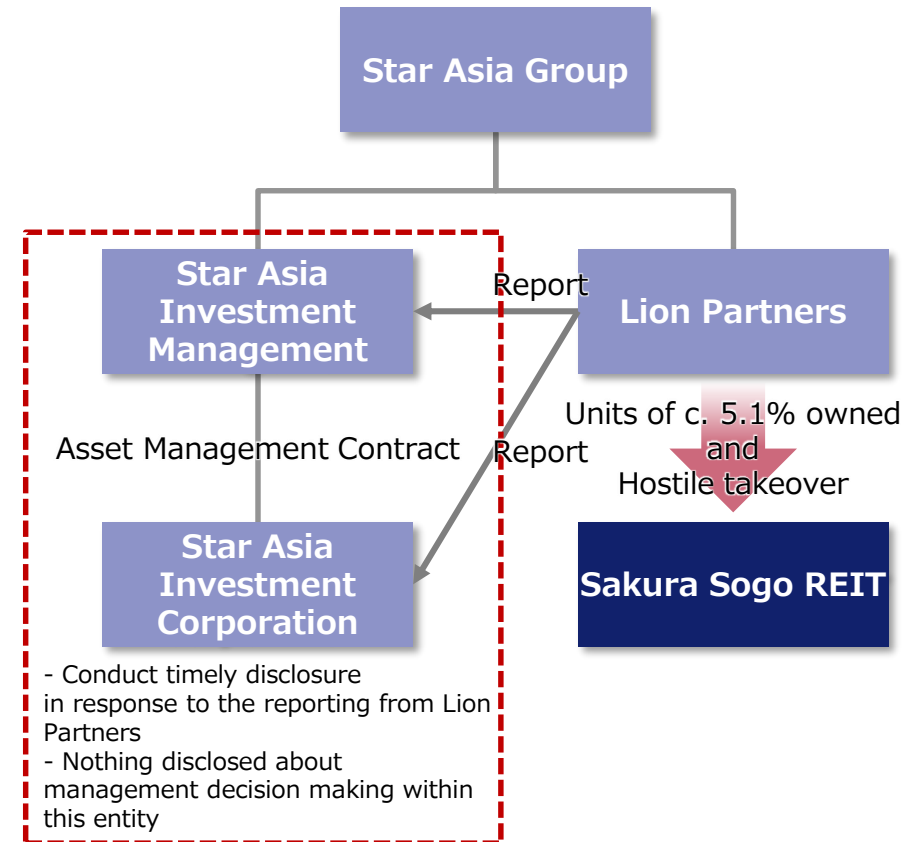 Star Asia Group
Star Asia
Investment
Management
Report
Lion Partners
Asset Management Contract
Report
Units of c. 5.1% owned
and
Hostile takeover
Star Asia
Investment
Corporation
Sakura Sogo REIT
- Conduct timely disclosure
in response to the reporting from Lion
Partners
- Nothing disclosed about
management decision making within
this entity